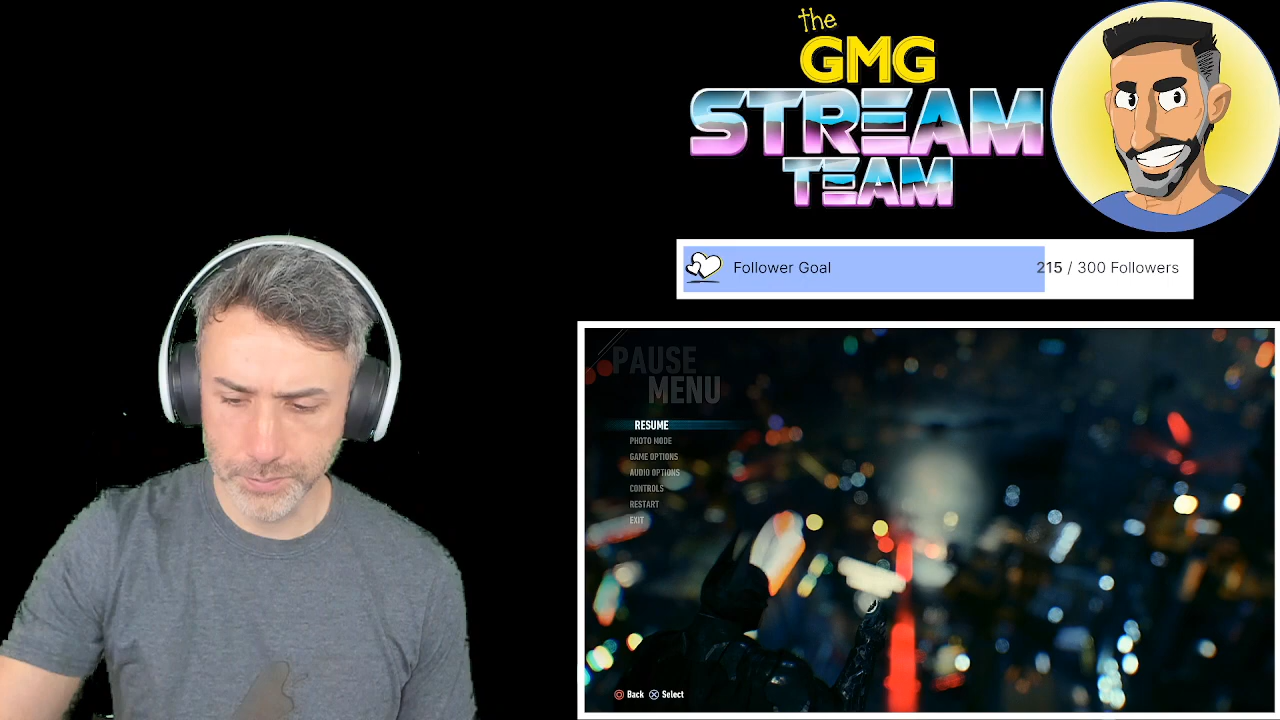 the
GMG
STREAM
TEAM
Follower Goal
215 / 300 Followers
PAUSE
MENU
RESUME
PHOTO MODE
GAME OPTIONS
AUDIO OPTIONS
CONTROLS
RESTART
EXIT
Back
Select